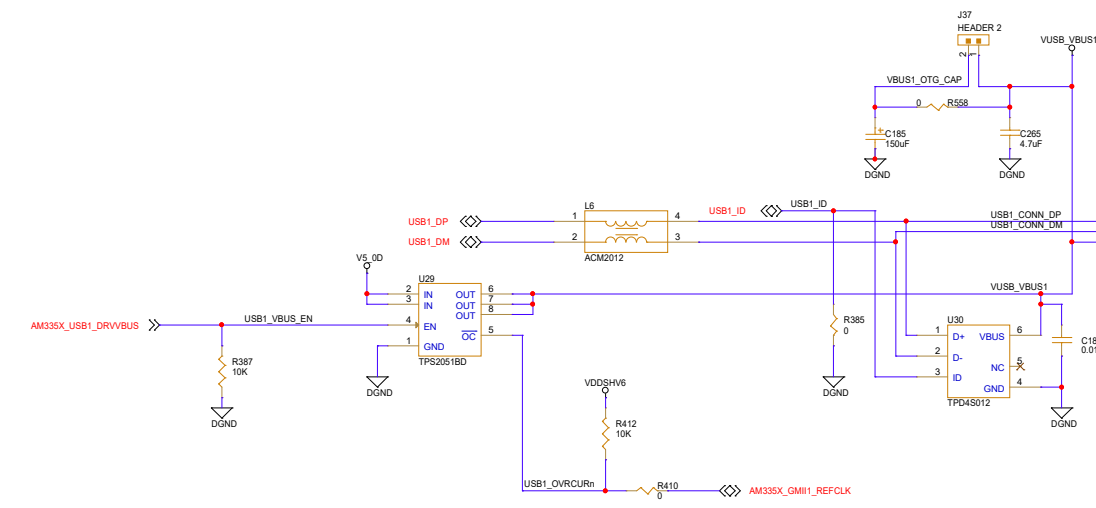 J37
HEADER 2
VUSB_VBUS1
2 1
VBUS1_OTG_CAP
0 R558
C185
150uF
C265
4.7uF
DGND
DGND
L6
USB1_DP
1 4
USB1_ID
USB1_ID
USB1_CONN_DP
USB1_CONN_DM
USB1_DM
2 3
ACM2012
V5_0D
U29
VUSB_VBUS1
2 IN OUT 6
3 IN OUT 7
OUT 8
AM335X_USB1_DRVVBUS
USB1_VBUS_EN
4 EN
OC 5
1 GND
TPS2051BD
R385
0
U30
1 D+ VBUS 6
2 D-
NC 5
3 ID
GND 4
TPD4S012
C18
0.01
R387
10K
DGND
DGND
DGND
DGND
VDDSHV6
R412
10K
USB1_OVRCURn
R410
0
AM335X_GMII1_REFCLK